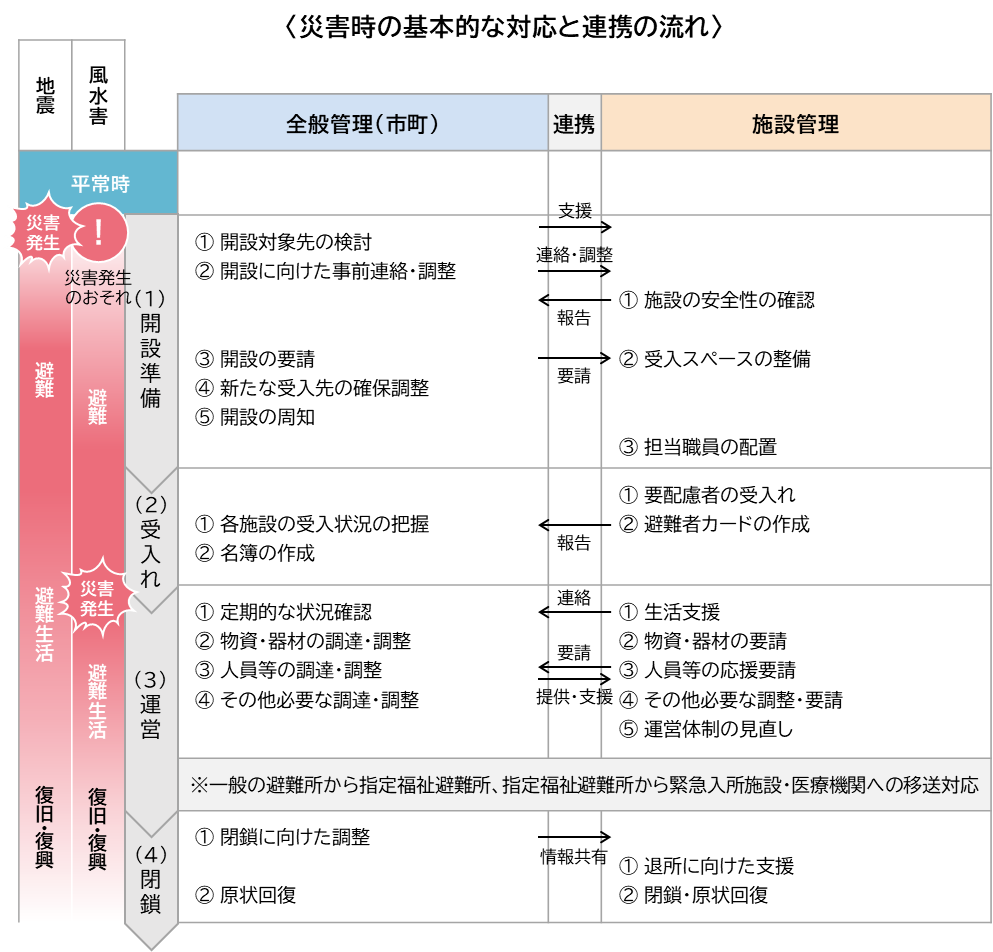 〈災害時の基本的な対応と連携の流れ〉
地震
風水害
全般管理(市町)
連携
施設管理
平常時
災害
発生
!
災害発生
のおそれ
避難
避難
災害
発生
避難生活
避難生活
復旧・復興
復旧・復興
(1)
開設準備
① 開設対象先の検討
② 開設に向けた事前連絡・調整
③ 開設の要請
④ 新たな受入先の確保調整
⑤ 開設の周知
支援
連絡・調整
報告
要請
① 施設の安全性の確認
② 受入スペースの整備
③ 担当職員の配置
(2)
受入れ
① 各施設の受入状況の把握
② 名簿の作成
報告
① 要配慮者の受入れ
② 避難者カードの作成
(3)
運営
① 定期的な状況確認
② 物資・器材の調達・調整
③ 人員等の調達・調整
④ その他必要な調達・調整
連絡
要請
提供・支援
① 生活支援
② 物資・器材の要請
③ 人員等の応援要請
④ その他必要な調整・要請
⑤ 運営体制の見直し
※一般の避難所から指定福祉避難所、指定福祉避難所から緊急入所施設・医療機関への移送対応
(4)
閉鎖
① 閉鎖に向けた調整
② 原状回復
情報共有
① 退所に向けた支援
② 閉鎖・原状回復